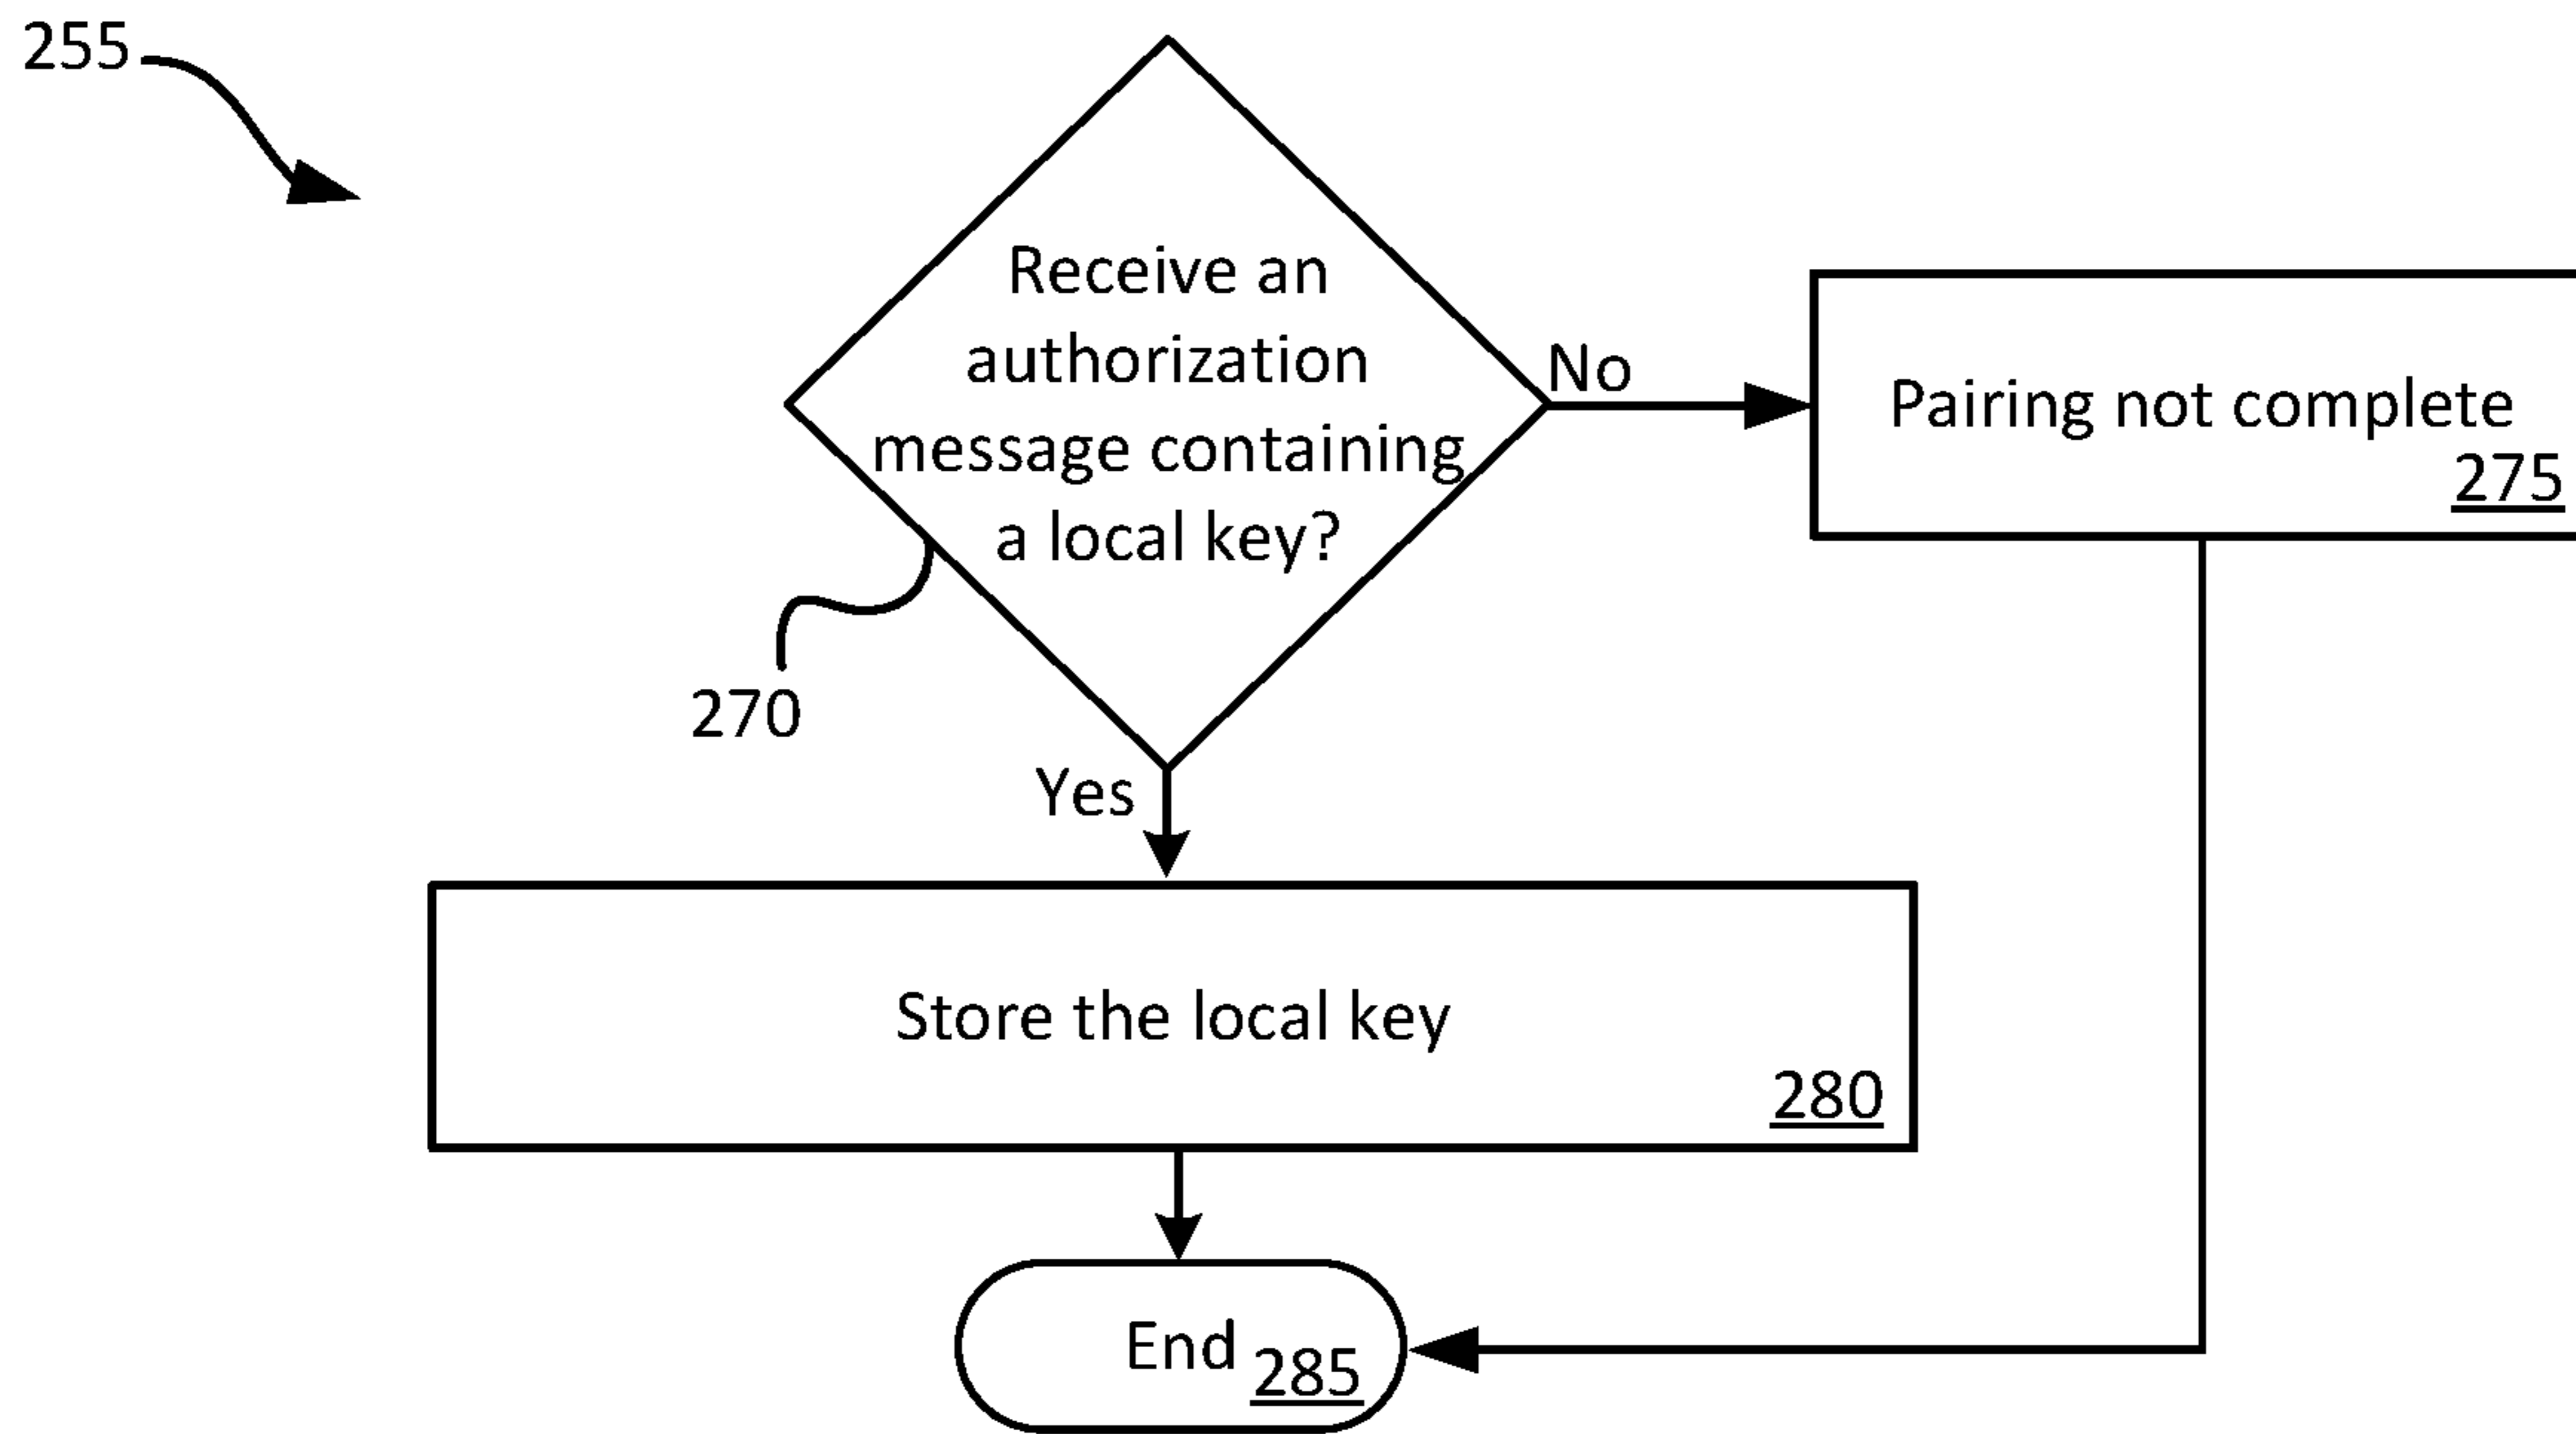 255
Receive an
authorization
message containing
a local key?
No
Pairing not complete
275
270
Yes
Store the local key
280
End
285